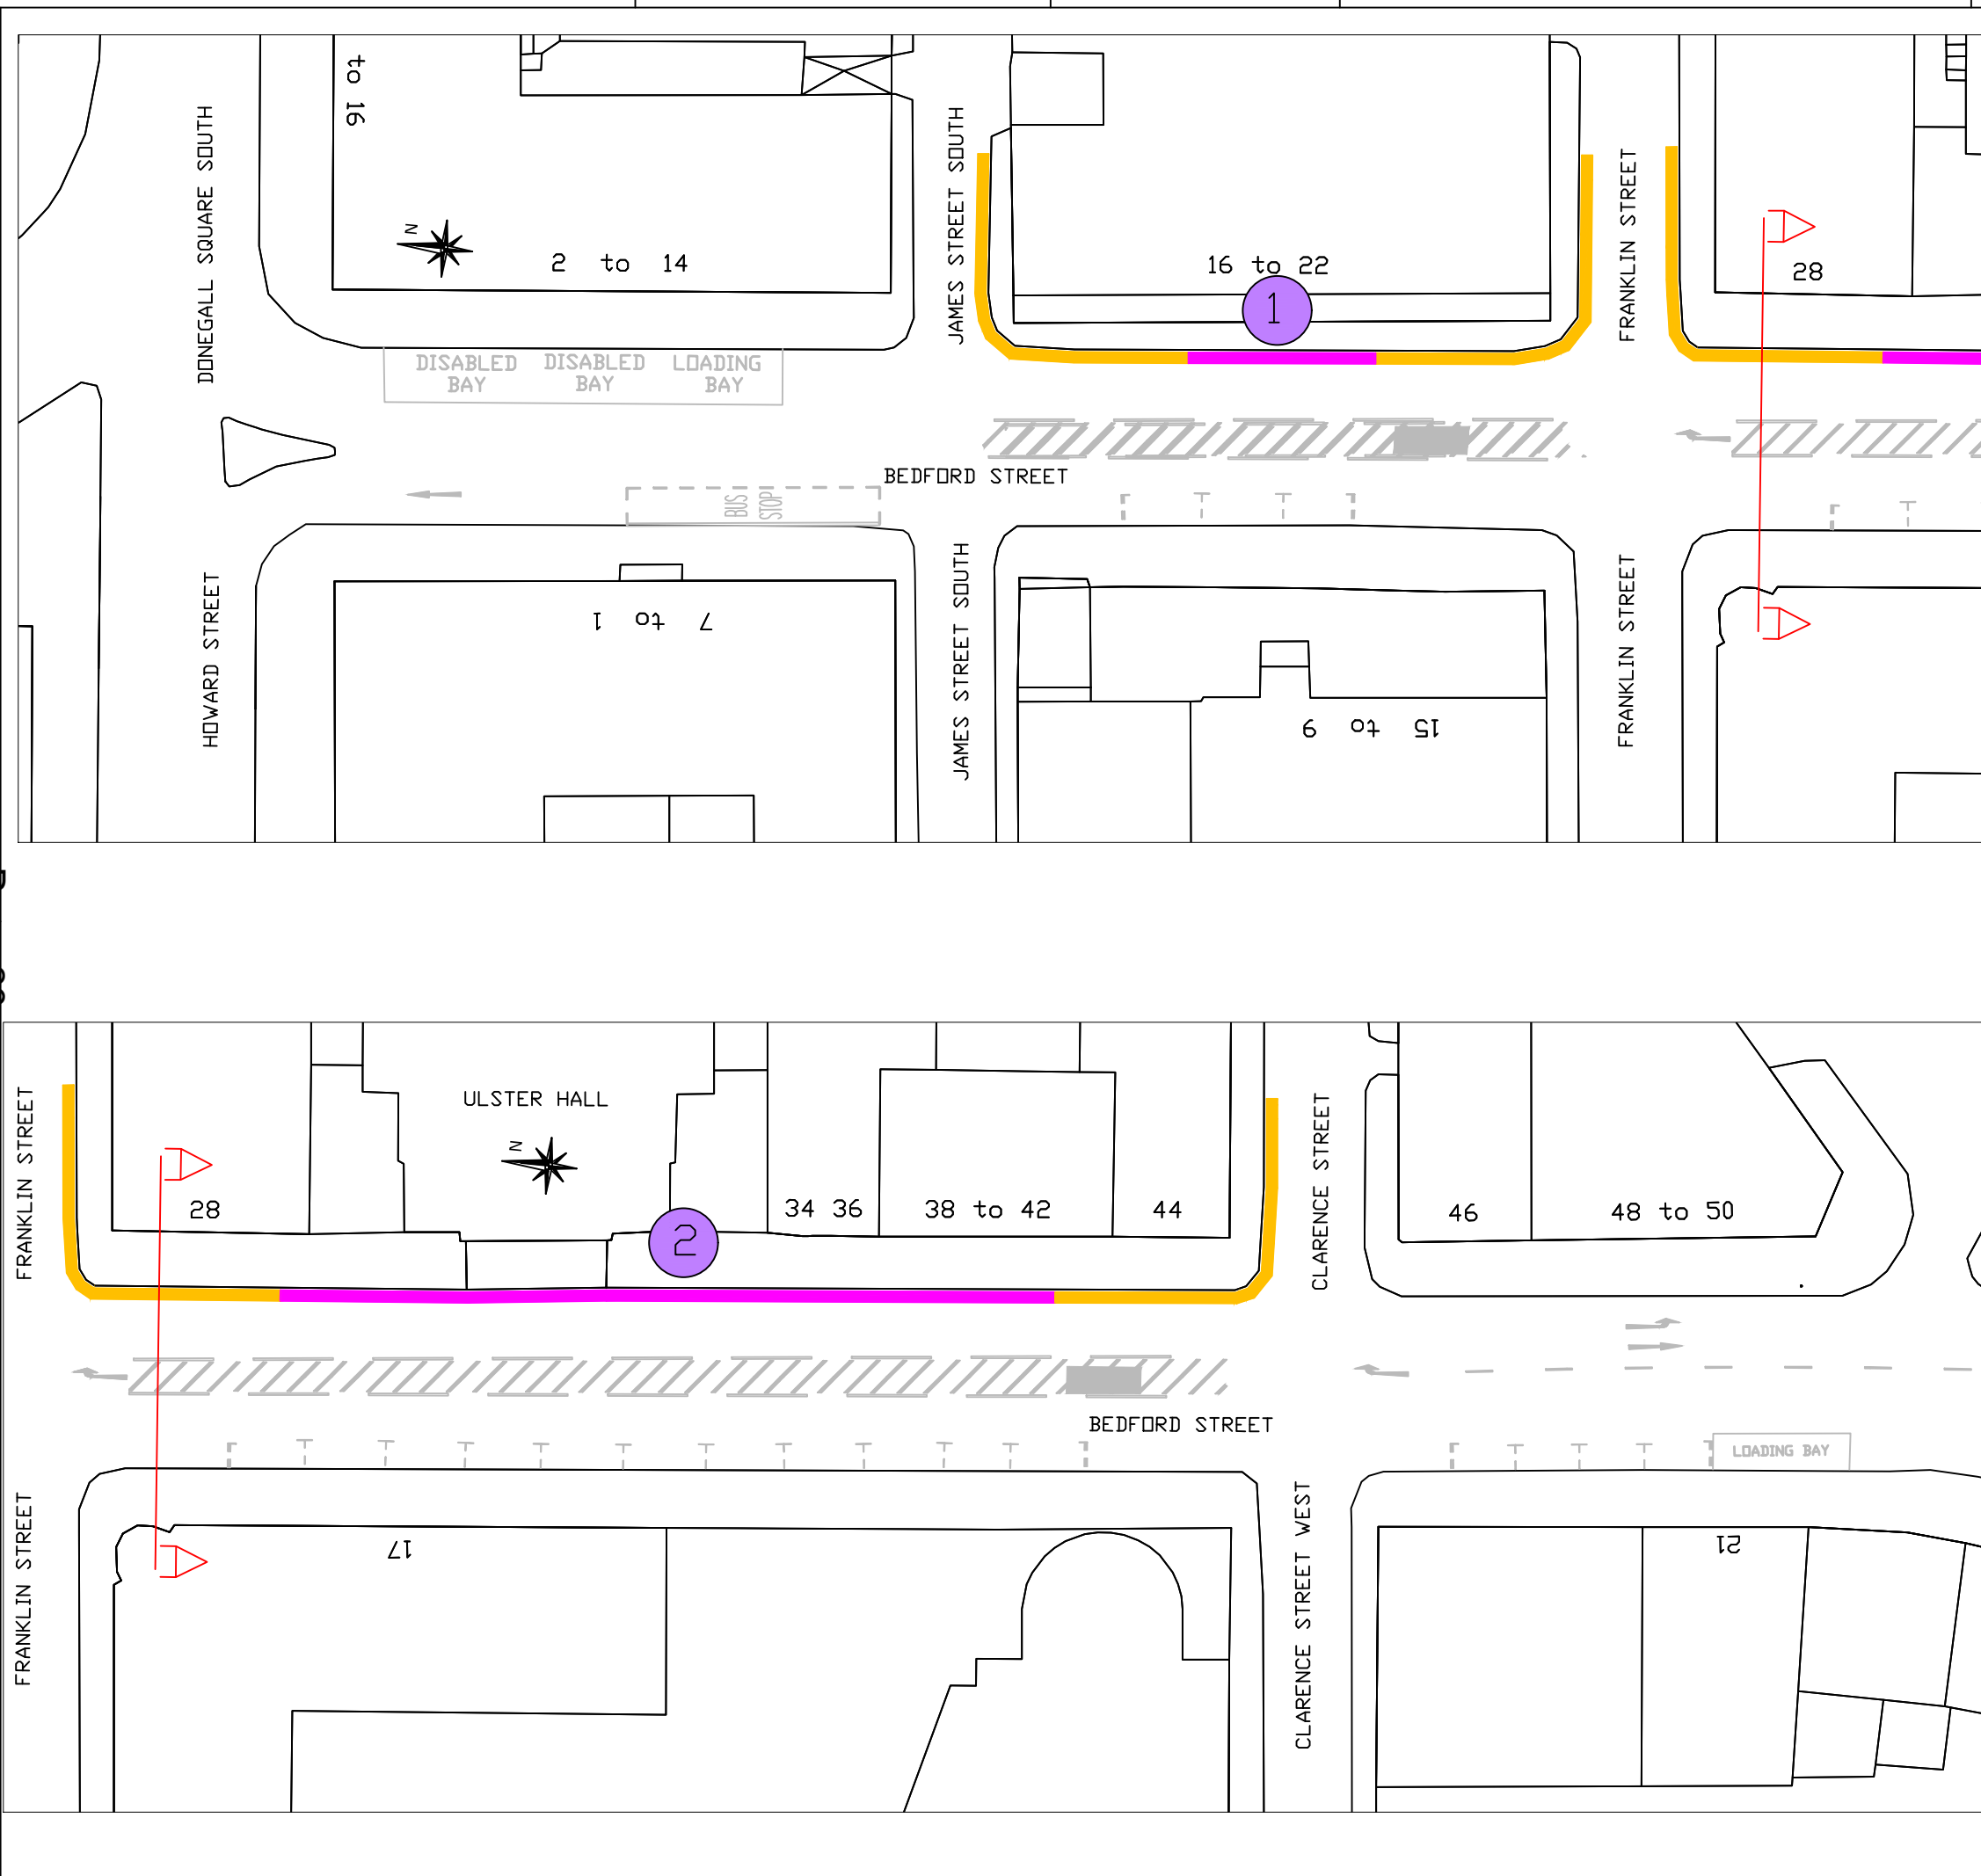 to 16
DONEGALL SQUARE SOUTH
N
2 to 14
JAMES STREET SOUTH
16 to 22
1
FRANKLIN STREET
28
DISABLED BAY
DISABLED BAY
LOADING BAY
BEDFORD STREET
BUS STOP
HOWARD STREET
1 to 7
JAMES STREET SOUTH
9 to 15
FRANKLIN STREET
FRANKLIN STREET
28
ULSTER HALL
N
2
34 36
38 to 42
44
CLARENCE STREET
46
48 to 50
BEDFORD STREET
LOADING BAY
FRANKLIN STREET
17
CLARENCE STREET WEST
21